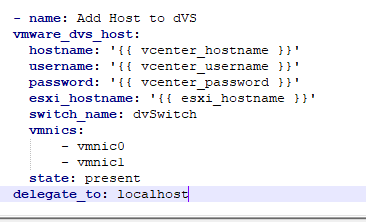 - name: Add Host to dVS
vmware_dvs_host:
  hostname: '{{ vcenter_hostname }}'
  username: '{{ vcenter_username }}'
  password: '{{ vcenter_password }}'
  esxi_hostname: '{{ esxi_hostname }}'
  switch_name: dvSwitch
  vmnics:
      - vmnic0
      - vmnic1
  state: present
delegate_to: localhost